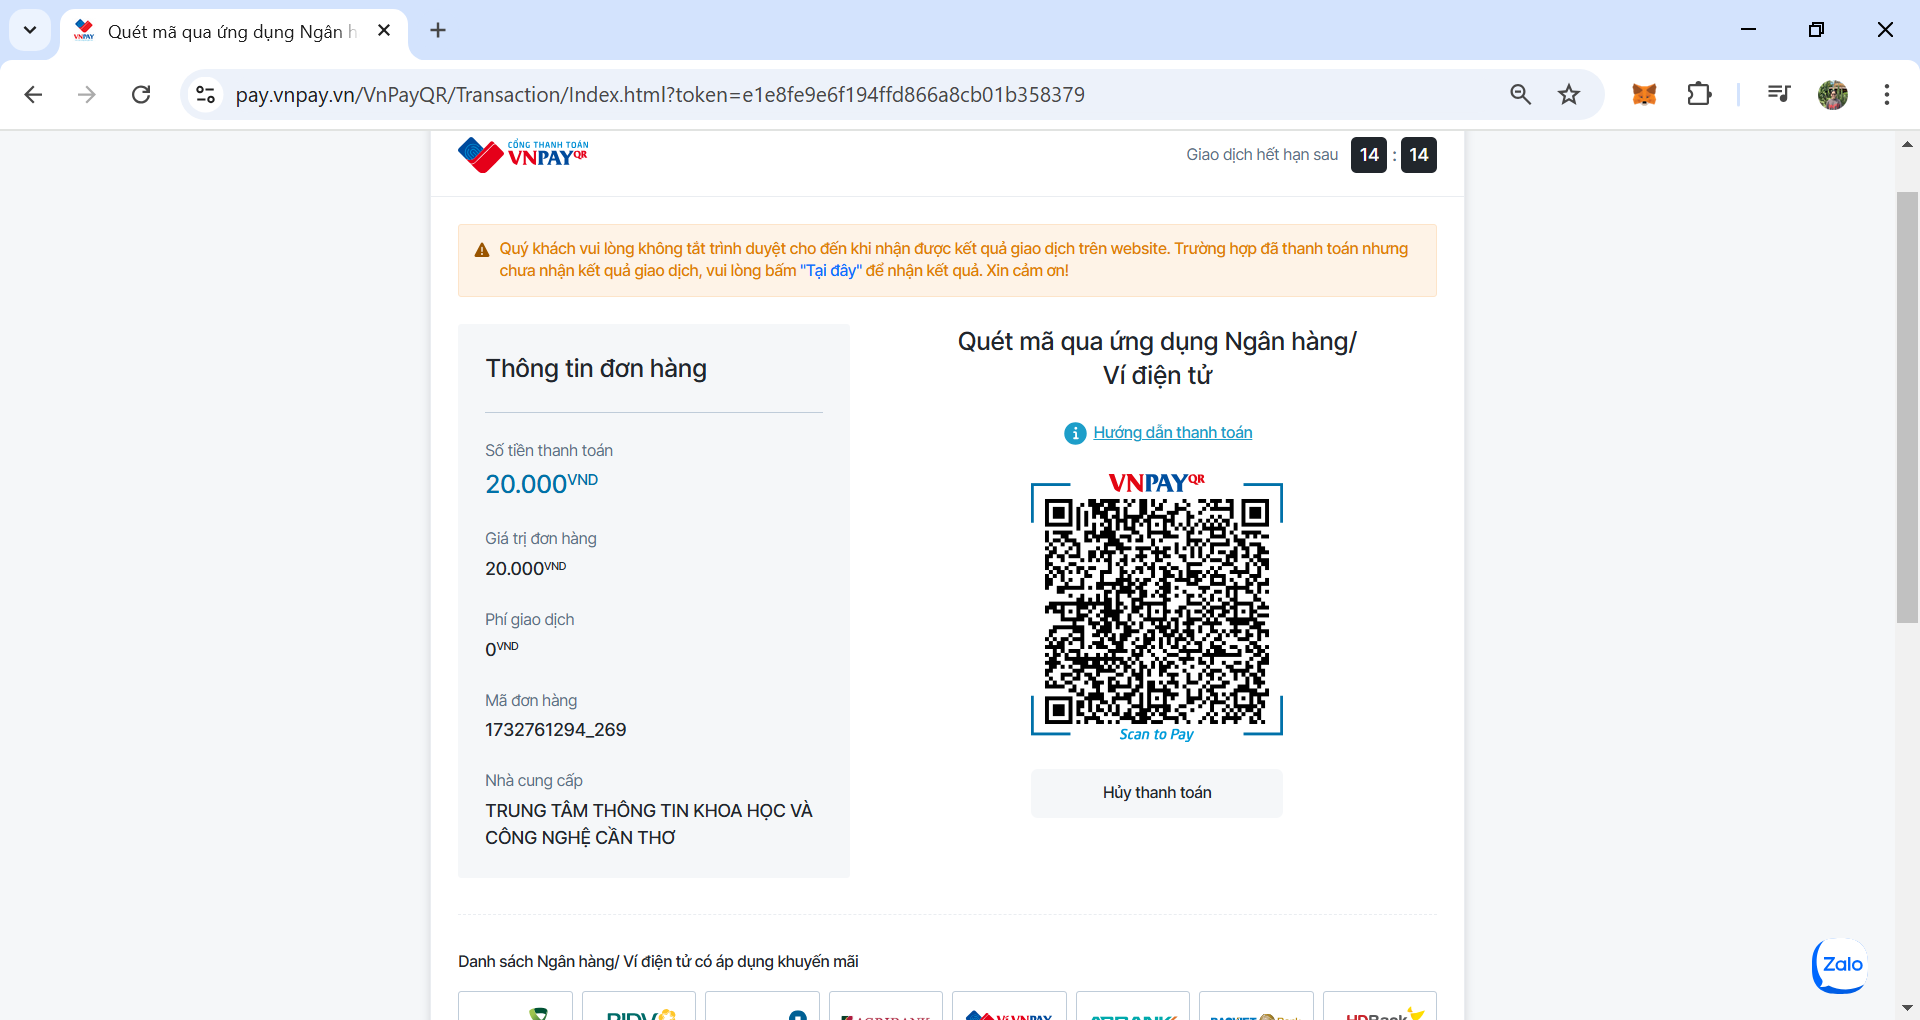 Quét mã qua ứng dụng Ngân h
pay.vnpay.vn/VnPayQR/Transaction/Index.html?token=e1e8fe9e6f194ffd866a8cb01b358379
CỔNG THANH TOÁN
VNPAYQR
Giao dịch hết hạn sau 14 : 14
Quý khách vui lòng không tắt trình duyệt cho đến khi nhận được kết quả giao dịch trên website. Trường hợp đã thanh toán nhưng
chưa nhận kết quả giao dịch, vui lòng bấm "Tại đây" để nhận kết quả. Xin cảm ơn!
Thông tin đơn hàng
Số tiền thanh toán
20.000VND
Giá trị đơn hàng
20.000VND
Phí giao dịch
0VND
Mã đơn hàng
1732761294_269
Nhà cung cấp
TRUNG TÂM THÔNG TIN KHOA HỌC VÀ
CÔNG NGHỆ CẦN THƠ
Quét mã qua ứng dụng Ngân hàng/
Ví điện tử
Hướng dẫn thanh toán
VNPAYQR
Scan to Pay
Hủy thanh toán
Danh sách Ngân hàng/ Ví điện tử có áp dụng khuyến mãi
BIDV
AGRIBANK
Ví VNPAY
HDBank
Zalo